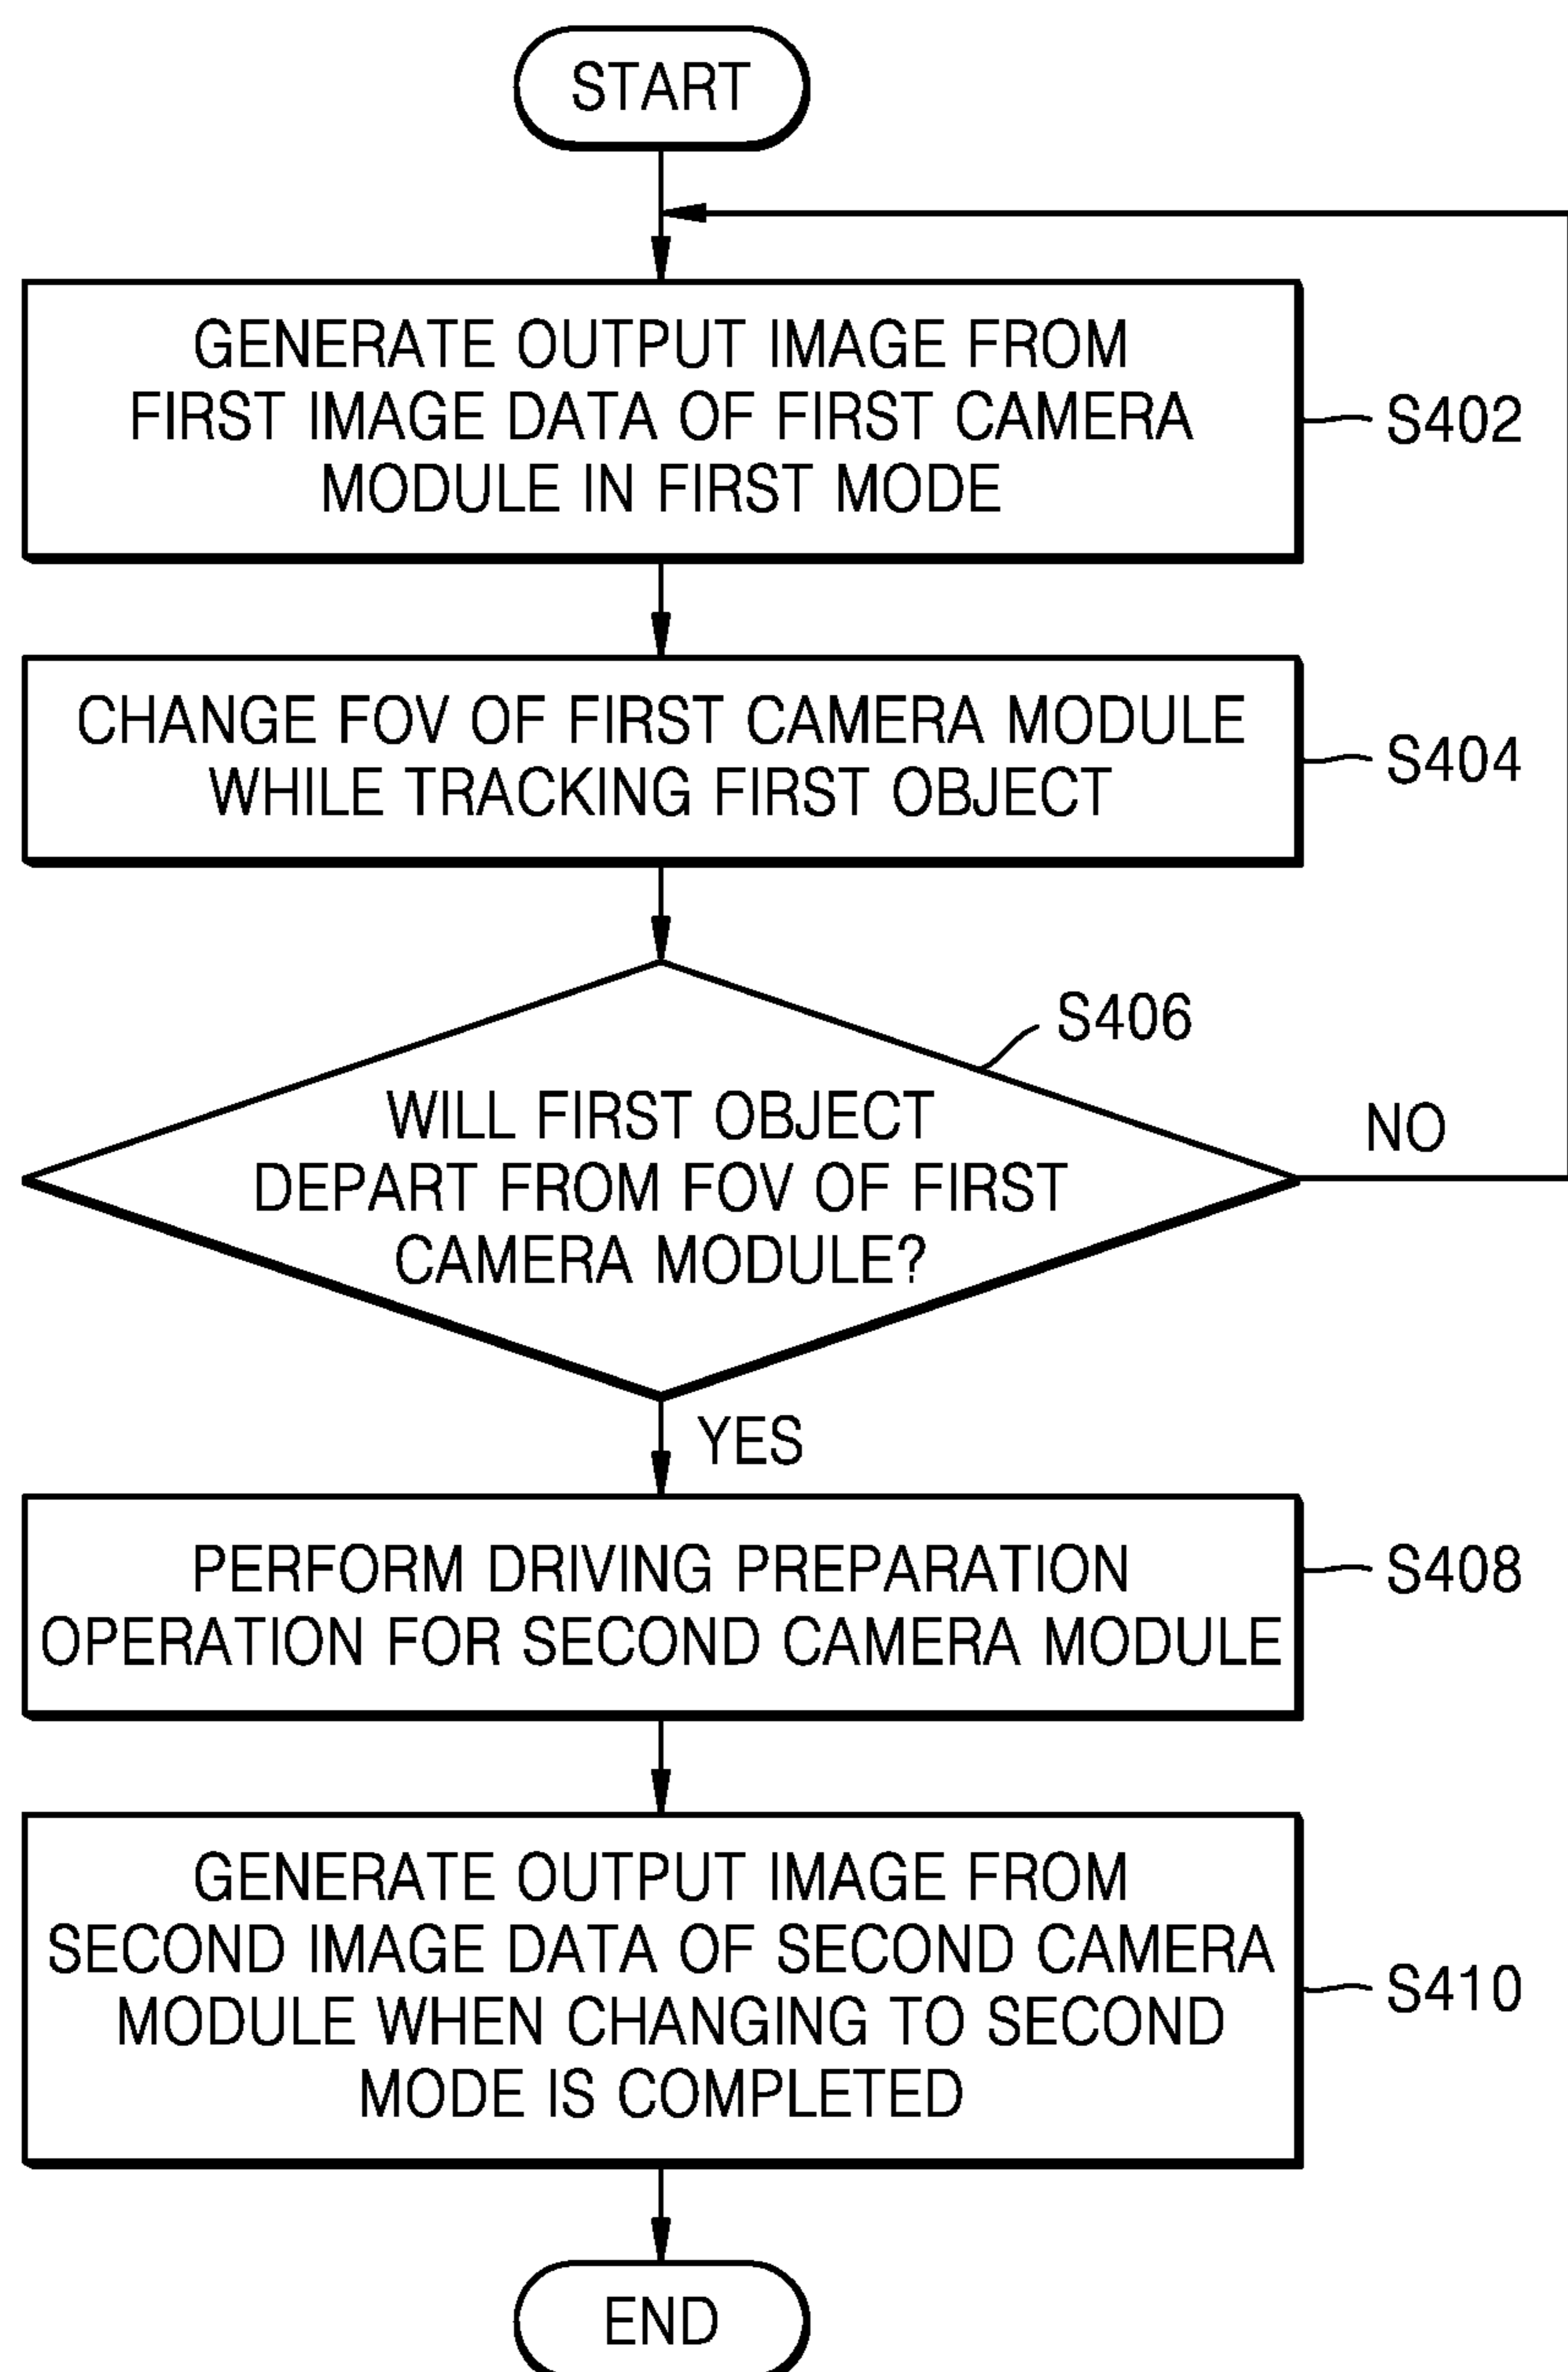 START
GENERATE OUTPUT IMAGE FROM
FIRST IMAGE DATA OF FIRST CAMERA
MODULE IN FIRST MODE
S402
CHANGE FOV OF FIRST CAMERA MODULE
WHILE TRACKING FIRST OBJECT
S404
S406
WILL FIRST OBJECT
DEPART FROM FOV OF FIRST
CAMERA MODULE?
NO
YES
PERFORM DRIVING PREPARATION
OPERATION FOR SECOND CAMERA MODULE
S408
GENERATE OUTPUT IMAGE FROM
SECOND IMAGE DATA OF SECOND CAMERA
MODULE WHEN CHANGING TO SECOND
MODE IS COMPLETED
S410
END